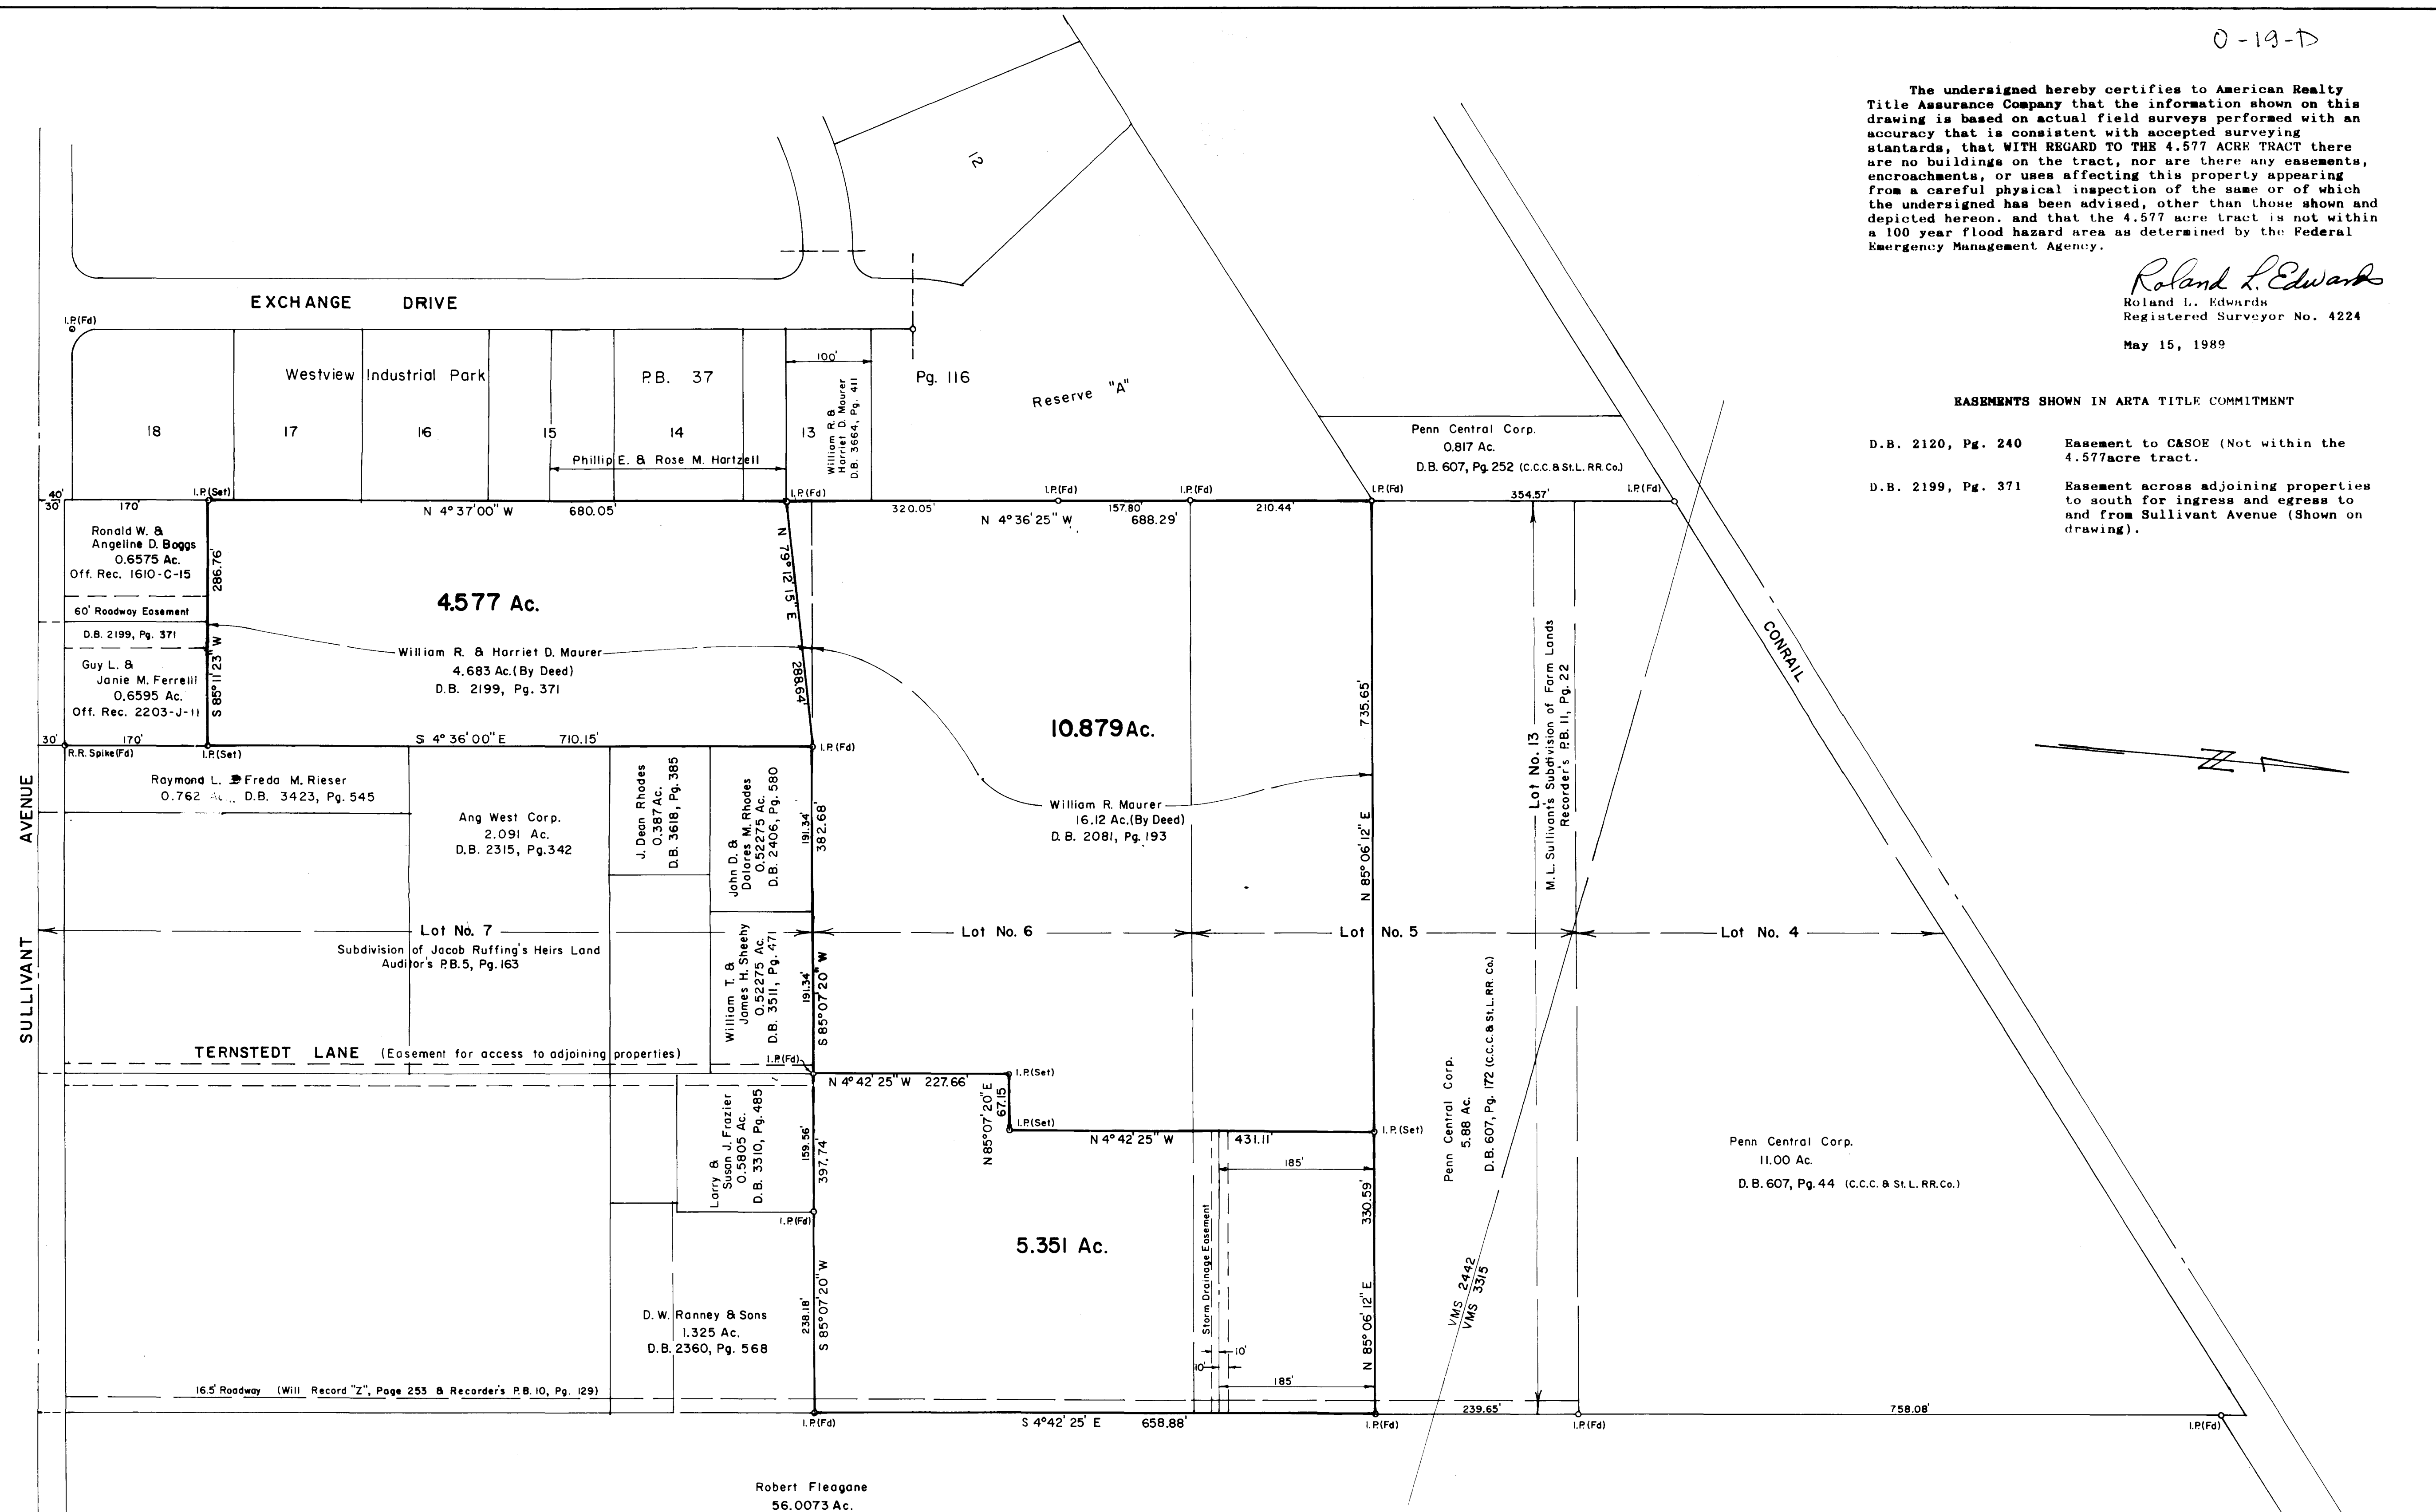 O-19-D
The undersigned hereby certifies to American Realty
Title Assurance Company that the information shown on this
drawing is based on actual field surveys performed with an
accuracy that is consistent with accepted surveying
stantards, that WITH REGARD TO THE 4.577 ACRE TRACT there
are no buildings on the tract, nor are there any easements,
encroachments, or uses affecting this property appearing
from a careful physical inspection of the same or of which
the undersigned has been advised, other than those shown and
depicted hereon. and that the 4.577 acre tract is not within
a 100 year flood hazard area as determined by the Federal
Emergency Management Agency.
Roland L. Edwards
Roland L. Edwards
Registered Surveyor No. 4224
May 15, 1989
EASEMENTS SHOWN IN ARTA TITLE COMMITMENT
D.B. 2120, Pg. 240 Easement to C&SOE (Not within the
4.577acre tract.
D.B. 2199, Pg. 371 Easement across adjoining properties
to south for ingress and egress to
and from Sullivant Avenue (Shown on
drawing).
12
EXCHANGE DRIVE
I.P.(Fd)
Westview Industrial Park P.B. 37 Pg. 116
100'
Reserve "A"
18 17 16 15 14 13
William R. &
Harriet D. Maurer
D.B. 3664, Pg. 411
Phillip E. & Rose M. Hartzell
Penn Central Corp.
0.817 Ac.
D.B. 607, Pg. 252 (C.C.C. & St. L. RR. Co.)
40'
30' 170' I.P.(Set) I.P.(Fd) I.P.(Fd) I.P.(Fd) I.P.(Fd) 354.57' I.P.(Fd)
N 4°37'00" W 680.05'
320.05' 157.80' 210.44'
N 4°36'25" W 688.29'
Ronald W. &
Angeline D. Boggs
0.6575 Ac.
Off. Rec. 1610-C-15
60' Roadway Easement
D.B. 2199, Pg. 371
Guy L. &
Janie M. Ferrelli
0.6595 Ac.
Off. Rec. 2203-J-11
286.76'
S 85°11'23" W
4.577 Ac.
William R. & Harriet D. Maurer
4.683 Ac.(By Deed)
D.B. 2199, Pg. 371
N 79°12'15" E
288.64'
10.879 Ac.
William R. Maurer
16.12 Ac.(By Deed)
D.B. 2081, Pg. 193
735.65'
N 85°06'12" E
Lot No. 13
M.L. Sullivant's Subdivision of Farm Lands
Recorder's P.B. 11, Pg. 22
CONRAIL
N
30' 170'
R.R. Spike(Fd) I.P.(Set)
S 4°36'00" E 710.15'
I.P.(Fd)
SULLIVANT AVENUE
Raymond L. & Freda M. Rieser
0.762 Ac., D.B. 3423, Pg. 545
Ang West Corp.
2.091 Ac.
D.B. 2315, Pg. 342
J. Dean Rhodes
0.387 Ac.
D.B. 3618, Pg. 385
John D. &
Dolores M. Rhodes
0.52275 Ac.
D.B. 2406, Pg. 580
191.34'
382.68'
Lot No. 7 Lot No. 6 Lot No. 5 Lot No. 4
Subdivision of Jacob Ruffing's Heirs Land
Auditor's P.B. 5, Pg. 163
William T. &
James H. Sheehy
0.52275 Ac.
D.B. 3511, Pg. 471
191.34'
S 85°07'20" W
TERNSTEDT LANE (Easement for access to adjoining properties)
I.P.(Fd)
N 4°42'25" W 227.66'
I.P.(Set)
N 85°07'20" E
67.15
I.P.(Set)
N 4°42'25" W 431.11'
I.P.(Set)
Larry &
Susan J. Frazier
0.5805 Ac.
D.B. 3310, Pg. 485
159.56'
397.74'
I.P.(Fd)
185'
Storm Drainage Easement
5.351 Ac.
330.59'
N 85°06'12" E
Penn Central Corp.
5.88 Ac.
D.B. 607, Pg. 172 (C.C.C. & St. L. RR. Co.)
Penn Central Corp.
11.00 Ac.
D.B. 607, Pg. 44 (C.C.C. & St. L. RR. Co.)
VMS 2442
VMS 3315
D.W. Ranney & Sons
1.325 Ac.
D.B. 2360, Pg. 568
238.18'
S 85°07'20" W
10'
10'
185'
16.5' Roadway (Will Record "Z", Page 253 & Recorder's P.B. 10, Pg. 129)
I.P.(Fd) S 4°42'25" E 658.88' I.P.(Fd) 239.65' I.P.(Fd) 758.08' I.P.(Fd)
Robert Fleagane
56.0073 Ac.